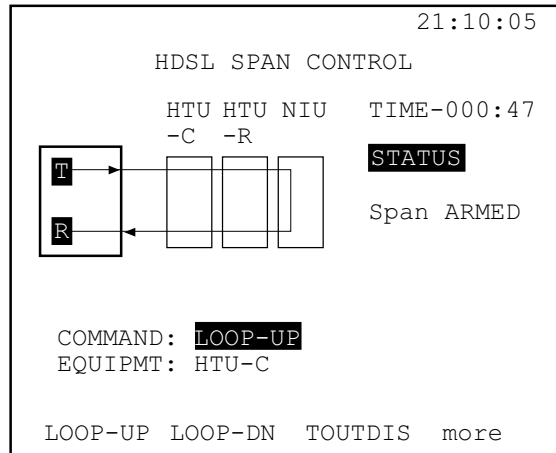 21:10:05
HDSL SPAN CONTROL
HTU HTU NIU TIME-000:47
-C -R
STATUS
T
Span ARMED
R
COMMAND: LOOP-UP
EQUIPMT: HTU-C
LOOP-UP LOOP-DN TOUTDIS more